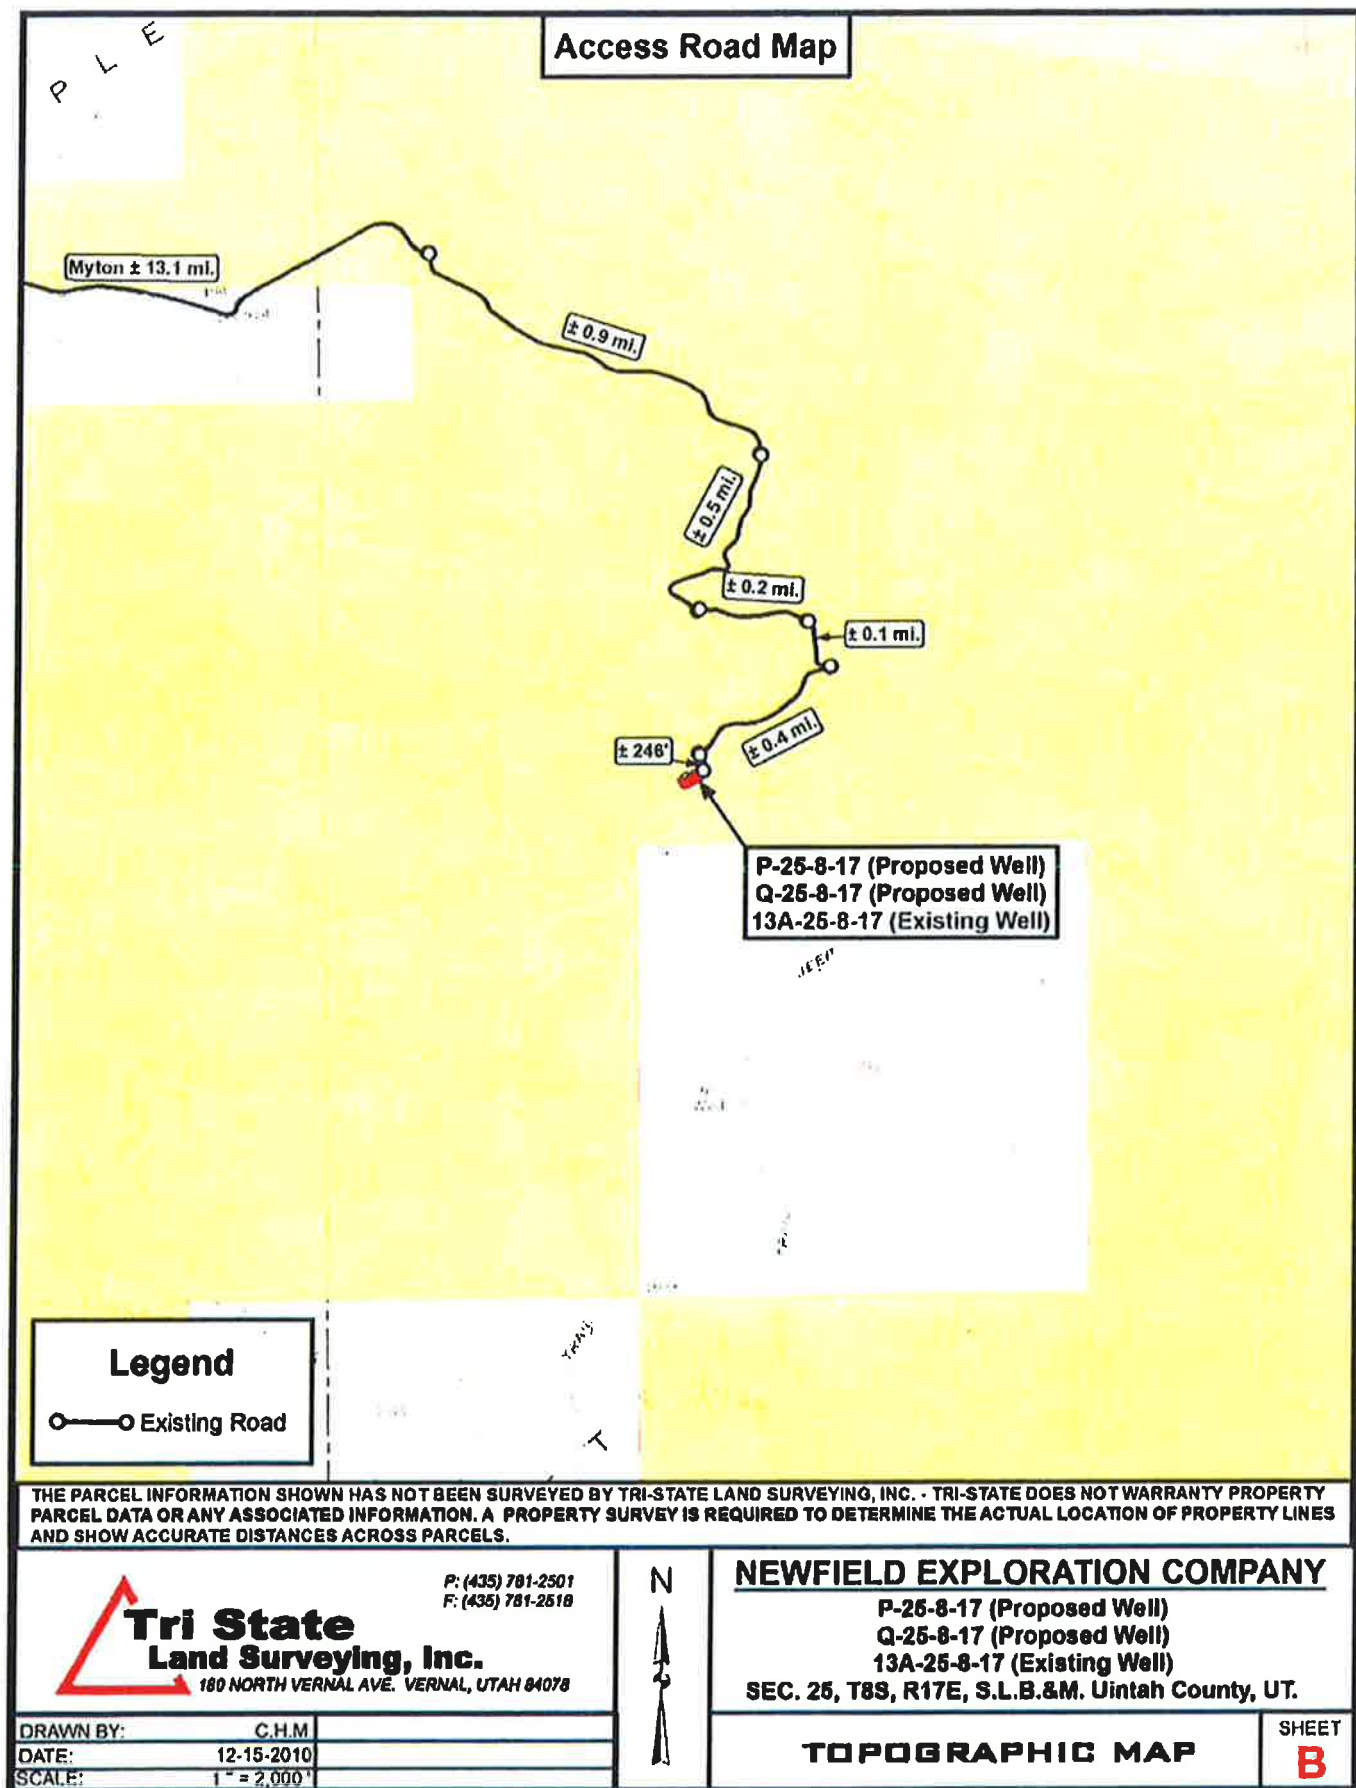 Access Road Map
P L E
Myton ± 13.1 mi.
± 0.9 mi.
± 0.5 mi.
± 0.2 mi.
± 0.1 mi.
± 0.4 mi.
± 246'
P-25-8-17 (Proposed Well)
Q-25-8-17 (Proposed Well)
13A-25-8-17 (Existing Well)
JEEP
TRAIL
T
Legend
Existing Road
THE PARCEL INFORMATION SHOWN HAS NOT BEEN SURVEYED BY TRI-STATE LAND SURVEYING, INC. - TRI-STATE DOES NOT WARRANTY PROPERTY
PARCEL DATA OR ANY ASSOCIATED INFORMATION. A PROPERTY SURVEY IS REQUIRED TO DETERMINE THE ACTUAL LOCATION OF PROPERTY LINES
AND SHOW ACCURATE DISTANCES ACROSS PARCELS.
P: (435) 781-2501
F: (435) 781-2518
Tri State
Land Surveying, Inc.
180 NORTH VERNAL AVE. VERNAL, UTAH 84078
N
NEWFIELD EXPLORATION COMPANY
P-25-8-17 (Proposed Well)
Q-25-8-17 (Proposed Well)
13A-25-8-17 (Existing Well)
SEC. 25, T8S, R17E, S.L.B.&M. Uintah County, UT.
DRAWN BY: C.H.M
DATE: 12-15-2010
SCALE: 1" = 2,000'
TOPOGRAPHIC MAP
SHEET
B